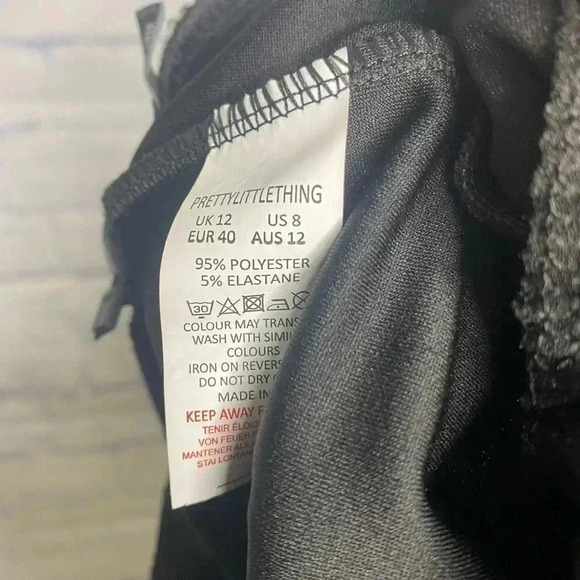 PRETTYLITTLETHING
UK 12 US 8
EUR 40 AUS 12
95% POLYESTER
5% ELASTANE
30
COLOUR MAY
WASH WITH
COLOURS
IRON ON
DO NOT DRY
MADE IN
KEEP AWAY
TENIR
VON FEUER
MANTENER
STAI